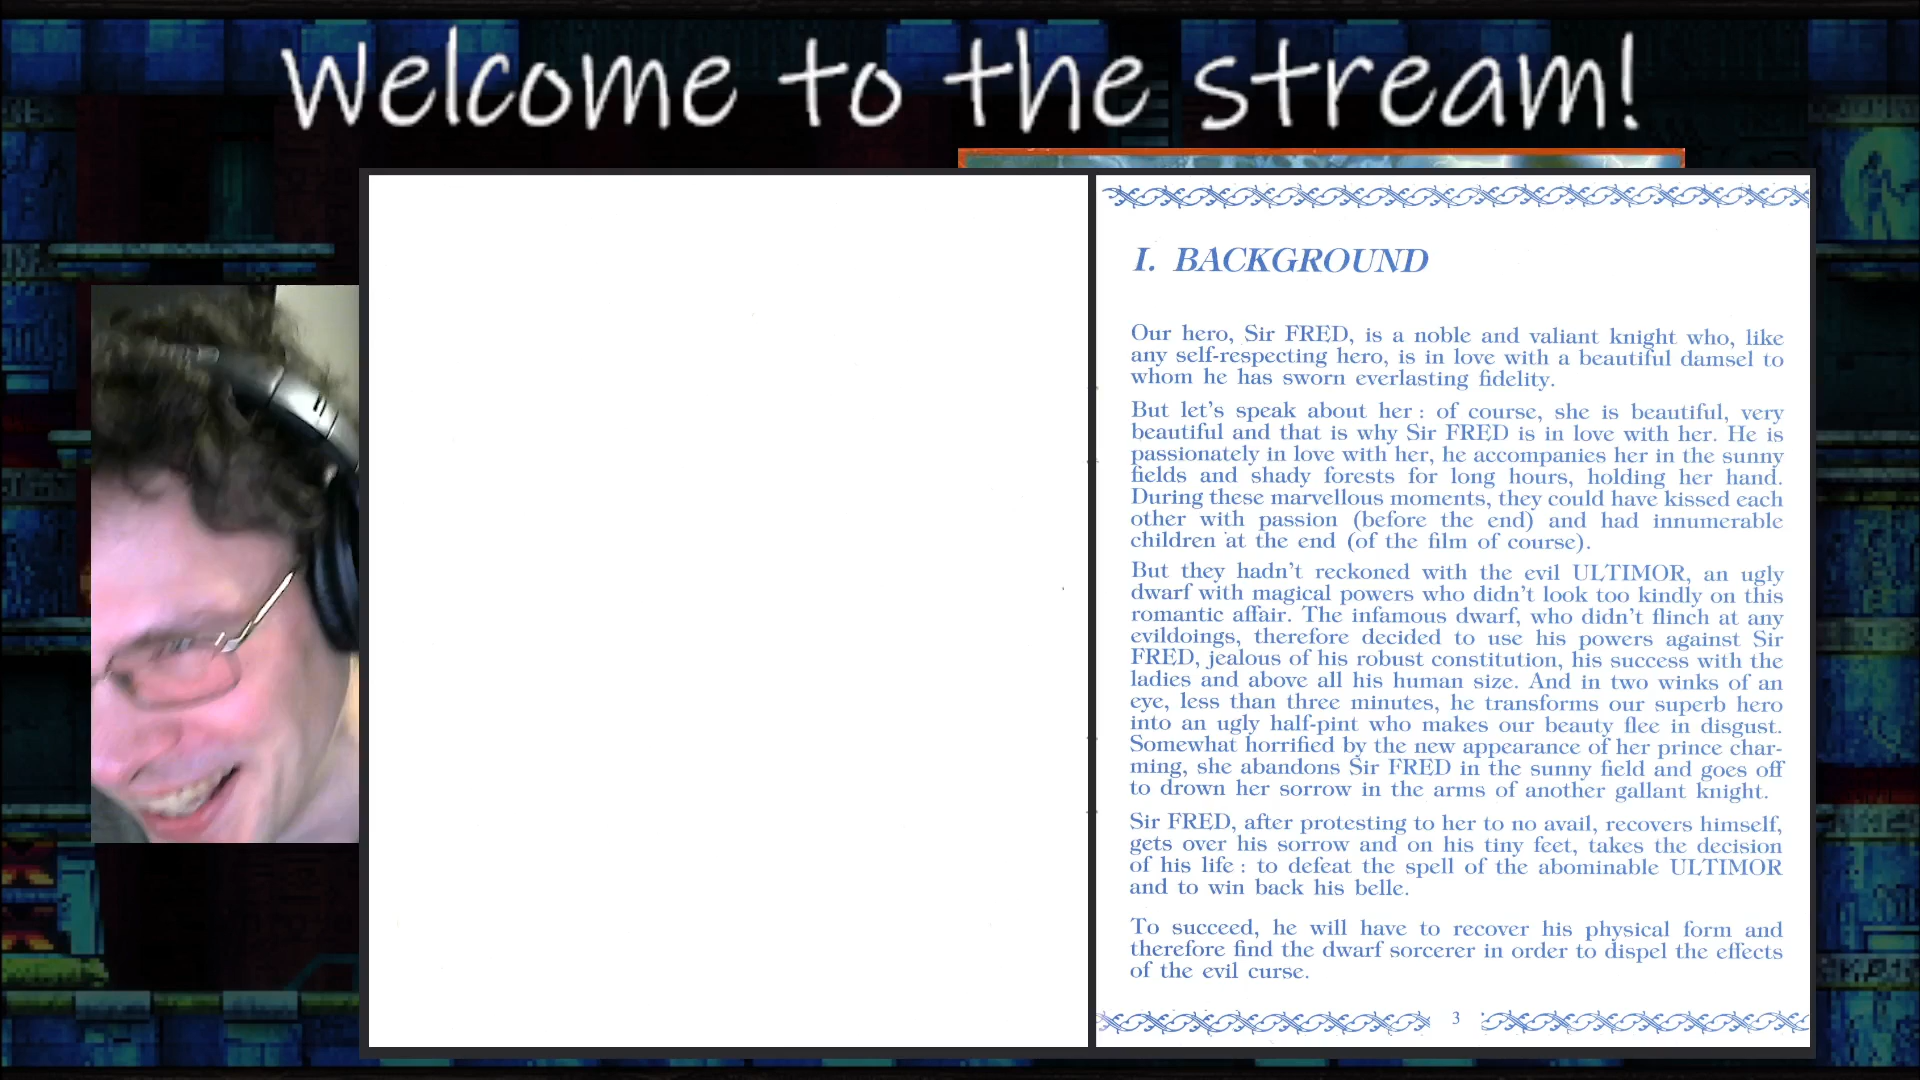 Welcome to the stream!
I. BACKGROUND
Our hero, Sir FRED, is a noble and valiant knight who, like
any self-respecting hero, is in love with a beautiful damsel to
whom he has sworn everlasting fidelity.
But let's speak about her : of course, she is beautiful, very
beautiful and that is why Sir FRED is in love with her. He is
passionately in love with her, he accompanies her in the sunny
fields and shady forests for long hours, holding her hand.
During these marvellous moments, they could have kissed each
other with passion (before the end) and had innumerable
children at the end (of the film of course).
But they hadn't reckoned with the evil ULTIMOR, an ugly
dwarf with magical powers who didn't look too kindly on this
romantic affair. The infamous dwarf, who didn't flinch at any
evildoings, therefore decided to use his powers against Sir
FRED, jealous of his robust constitution, his success with the
ladies and above all his human size. And in two winks of an
eye, less than three minutes, he transforms our superb hero
into an ugly half-pint who makes our beauty flee in disgust.
Somewhat horrified by the new appearance of her prince char-
ming, she abandons Sir FRED in the sunny field and goes off
to drown her sorrow in the arms of another gallant knight.
Sir FRED, after protesting to her to no avail, recovers himself,
gets over his sorrow and on his tiny feet, takes the decision
of his life : to defeat the spell of the abominable ULTIMOR
and to win back his belle.
To succeed, he will have to recover his physical form and
therefore find the dwarf sorcerer in order to dispel the effects
of the evil curse.
3